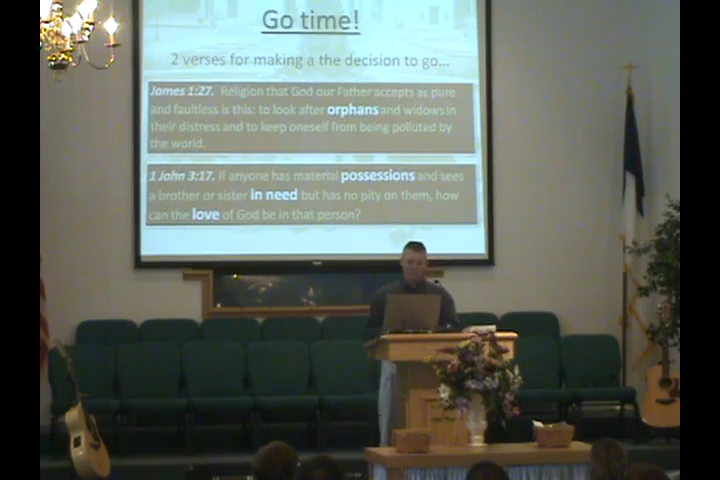 Go time!
2 verses for making a the decision to go...
James 1:27. Religion that God our Father accepts as pure
and faultless is this: to look after orphans and widows in
their distress and to keep oneself from being polluted by
the world.
1 John 3:17. If anyone has material possessions and sees
a brother or sister in need but has no pity on them, how
can the love of God be in that person?